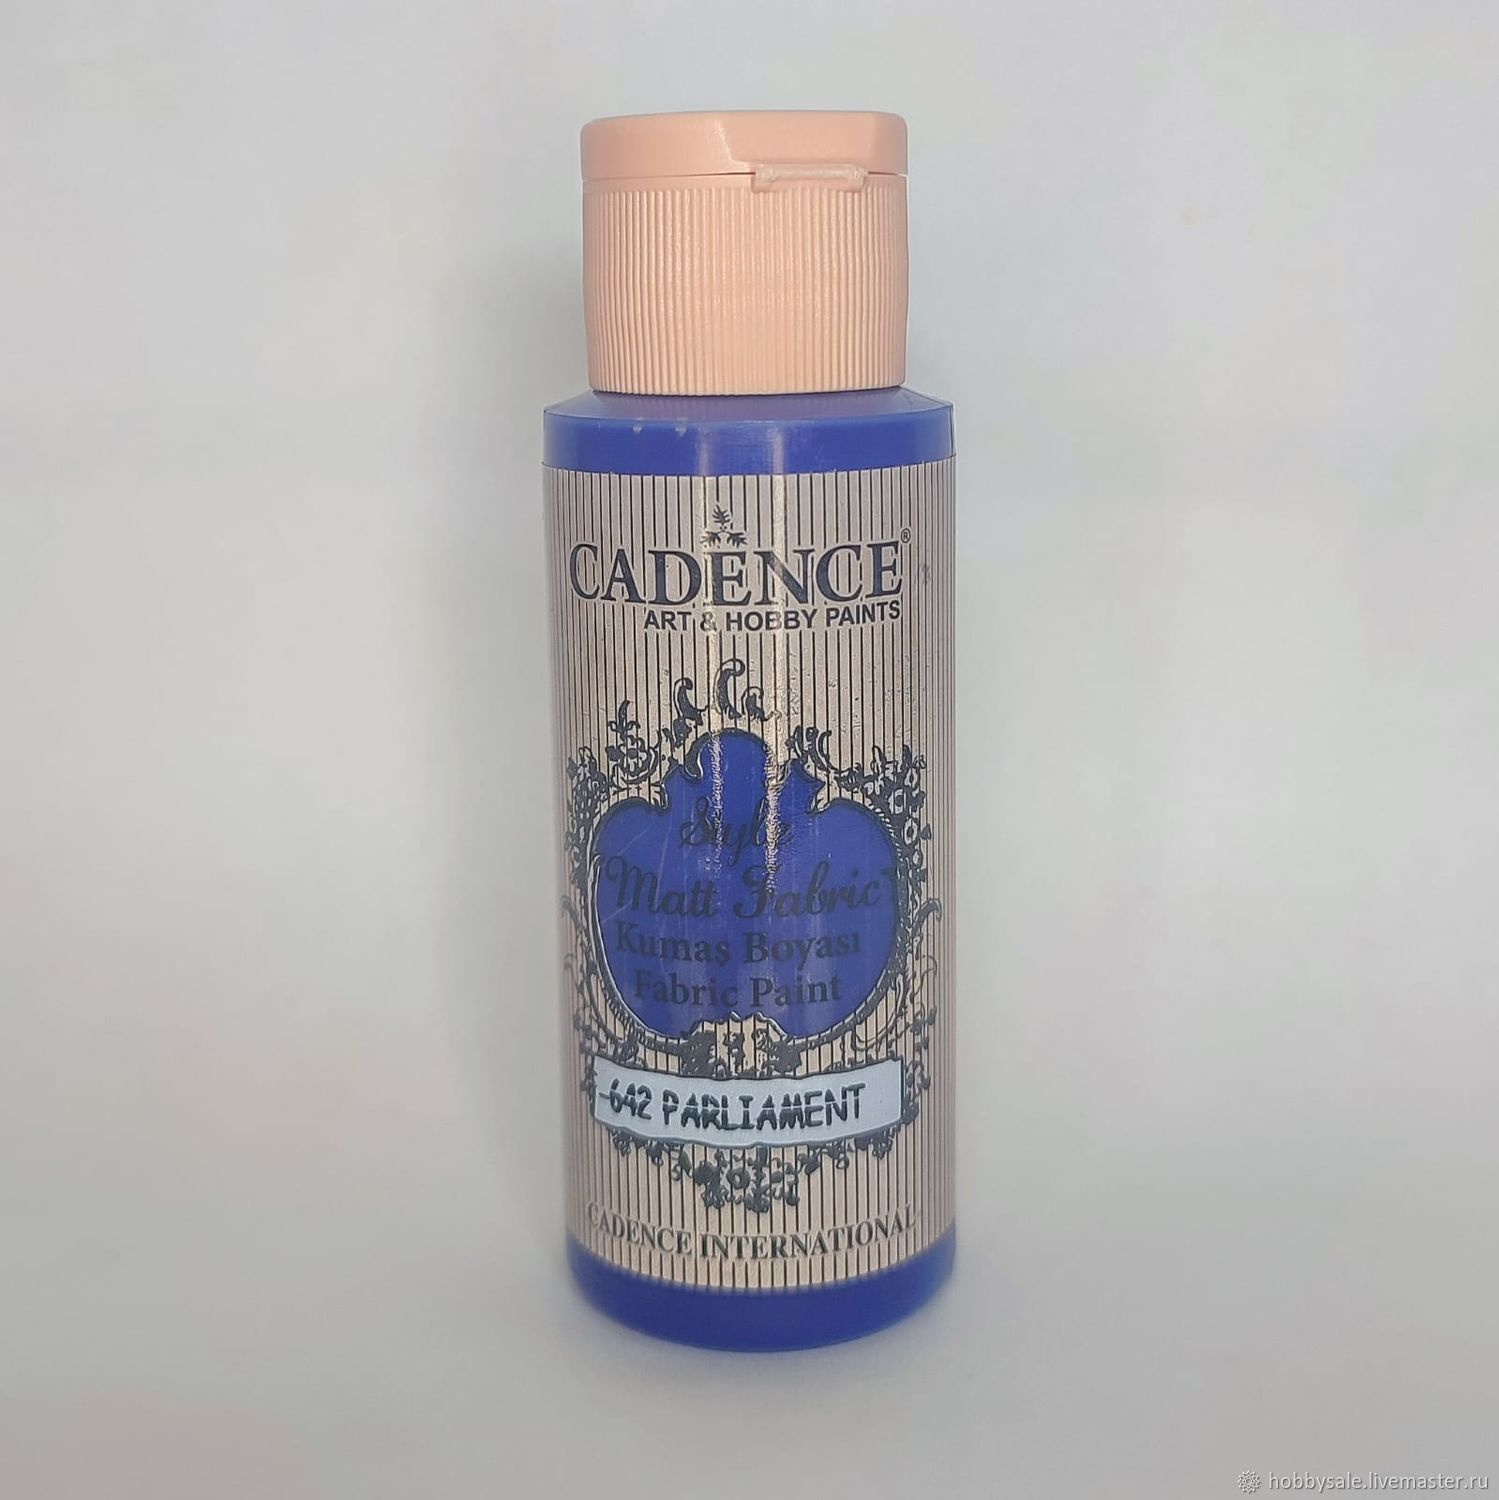 CADENCE®
ART & HOBBY PAINTS
Style
Matt Fabric
Kumaş Boyası
Fabric Paint
-642 PARLIAMENT
CADENCE INTERNATIONAL
hobbysale.livemaster.ru